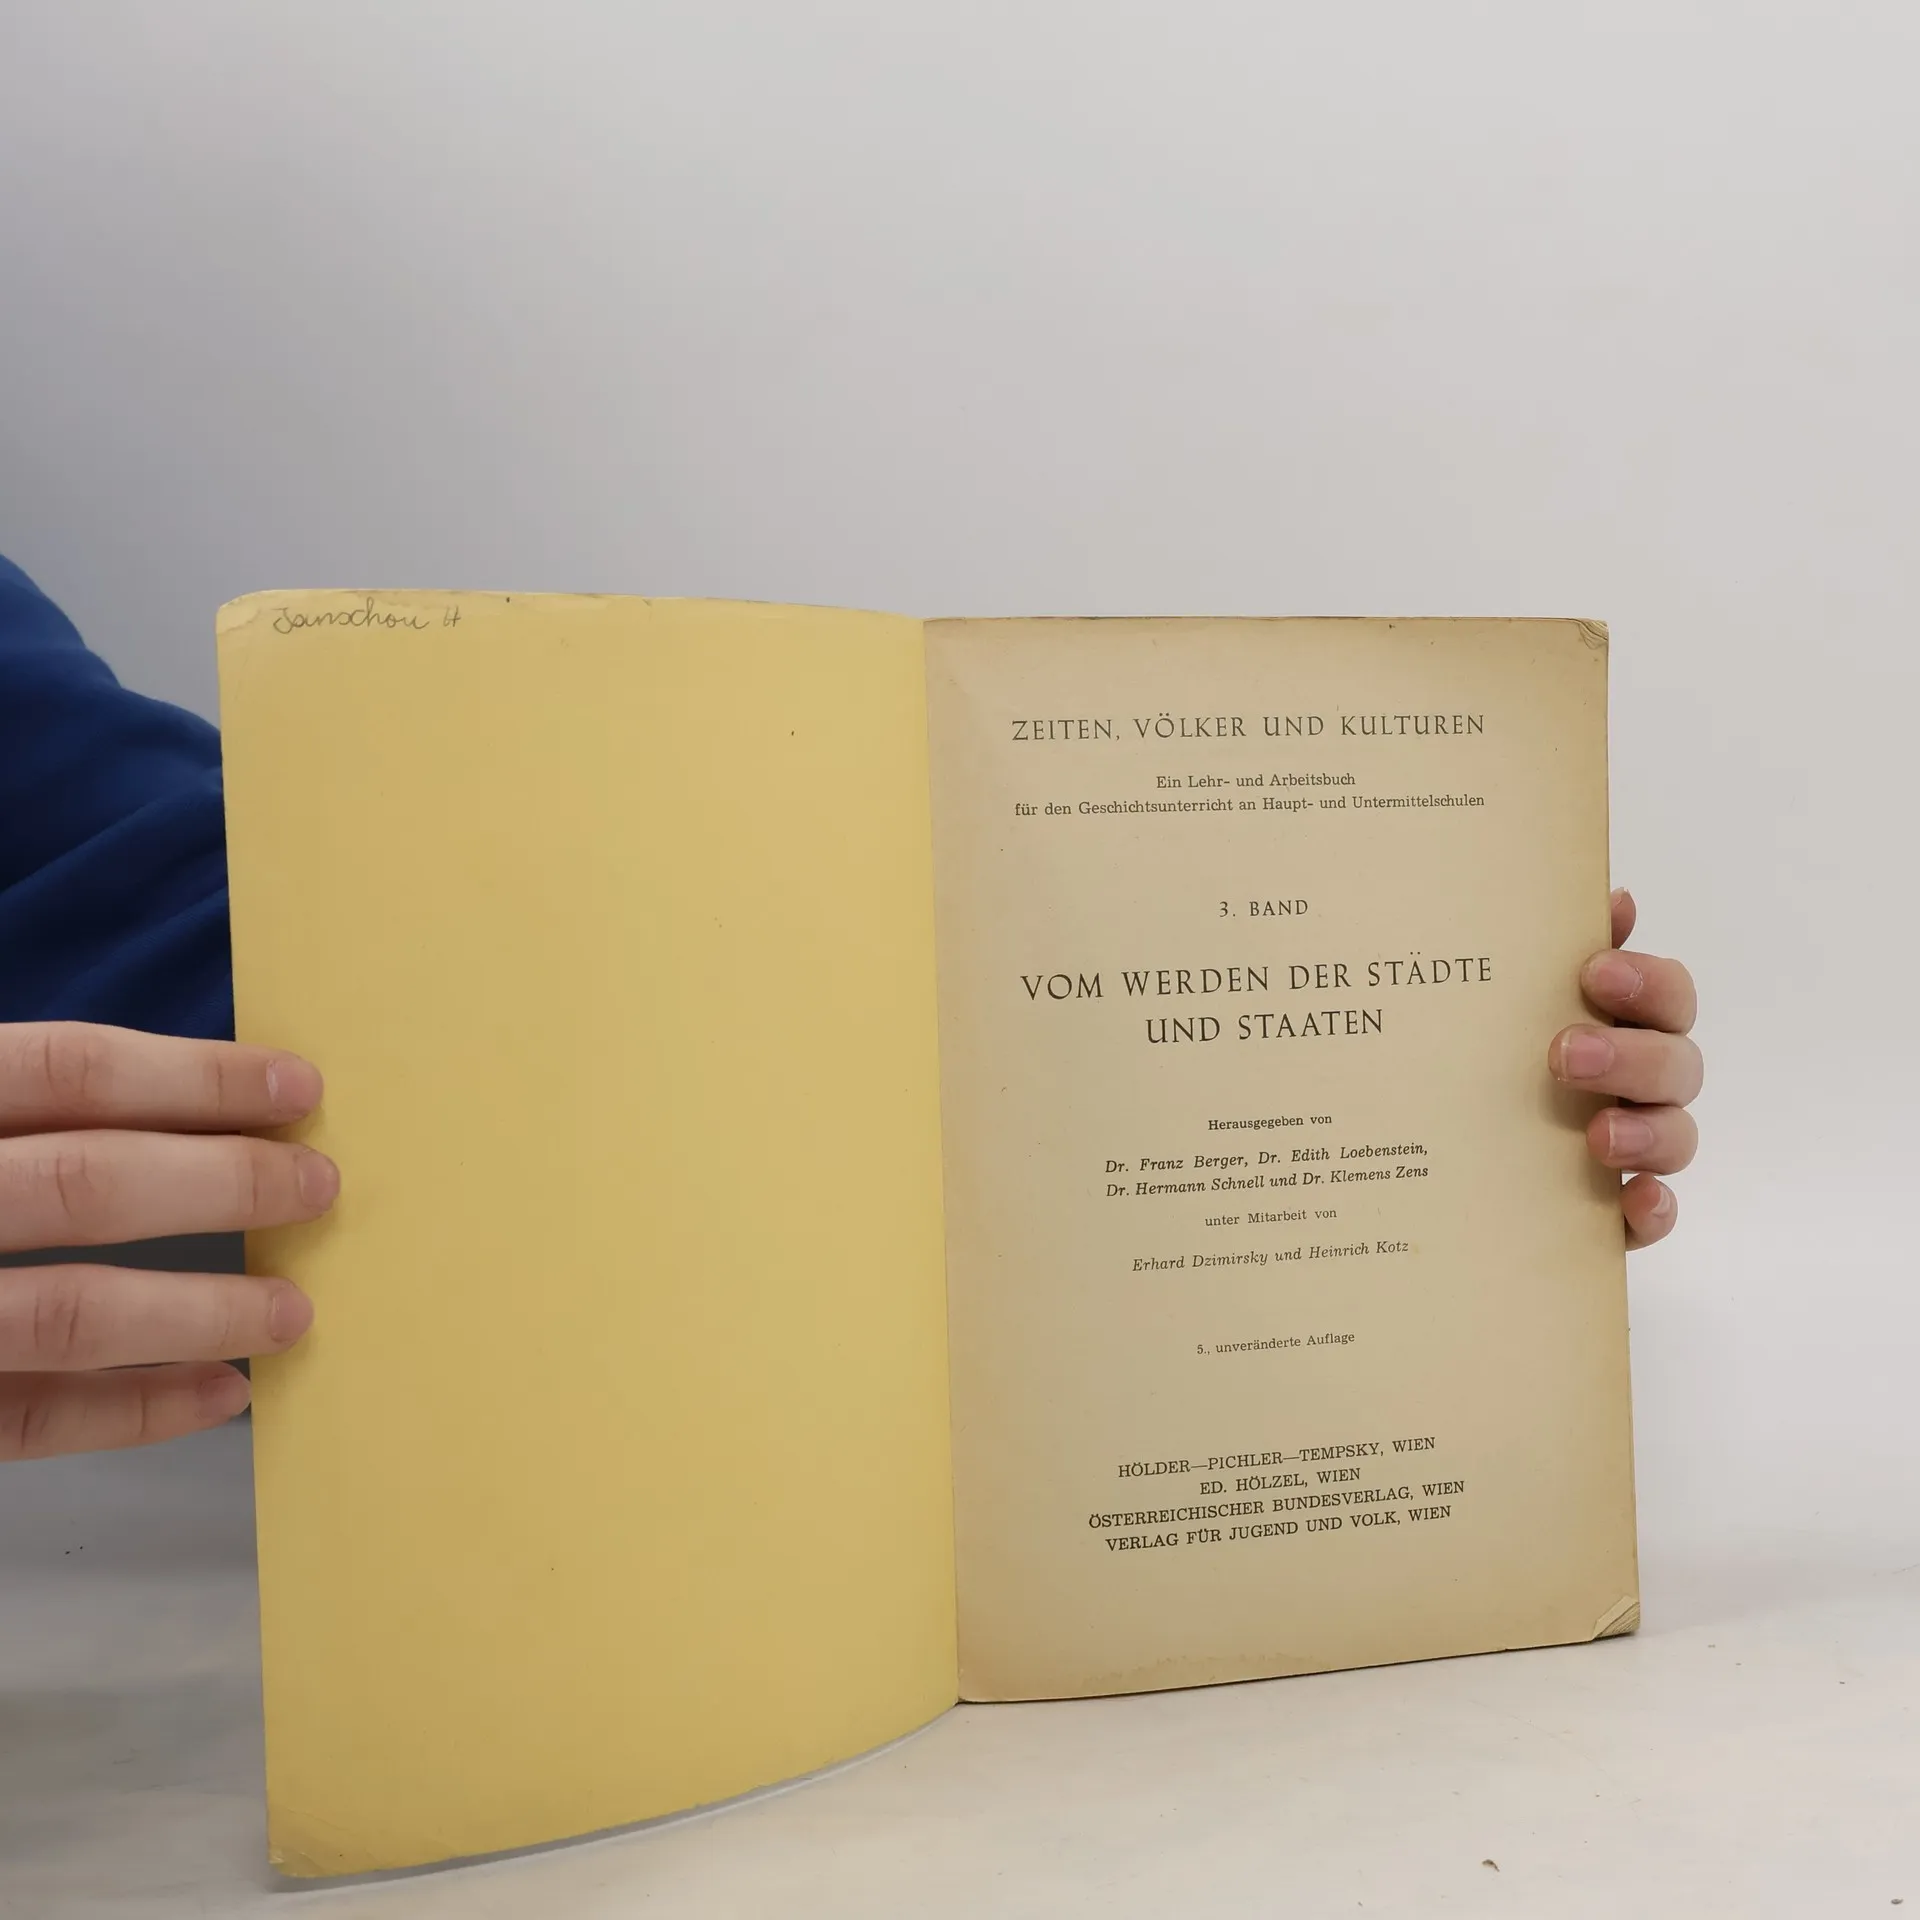 Janschou H
ZEITEN, VÖLKER UND KULTUREN
Ein Lehr- und Arbeitsbuch
für den Geschichtsunterricht an Haupt- und Untermittelschulen
3. BAND
VOM WERDEN DER STÄDTE
UND STAATEN
Herausgegeben von
Dr. Franz Berger, Dr. Edith Loebenstein,
Dr. Hermann Schnell und Dr. Klemens Zens
unter Mitarbeit von
Erhard Dzimirsky und Heinrich Kotz
5., unveränderte Auflage
HÖLDER—PICHLER—TEMPSKY, WIEN
ED. HÖLZEL, WIEN
ÖSTERREICHISCHER BUNDESVERLAG, WIEN
VERLAG FÜR JUGEND UND VOLK, WIEN